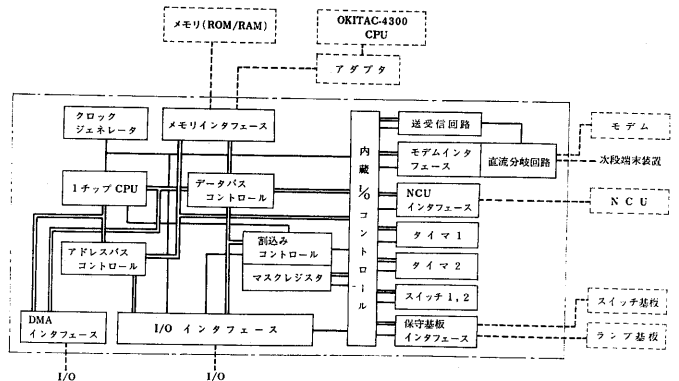 メモリ(ROM/RAM)
OKITAC-4300
CPU
アダプタ
クロック
ジェネレータ
メモリインタフェース
1チップCPU
データバス
コントロール
アドレスバス
コントロール
割込み
コントロール
マスクレジスタ
DMA
インタフェース
I/O インタフェース
I/O
I/O
内蔵I/Oコントロール
送受信回路
モデムインタ
フェース
直流分岐回路
NCU
インタフェース
タイマ1
タイマ2
スイッチ1,2
保守基板
インタフェース
モデム
次段端末装置
NCU
スイッチ基板
ランプ基板